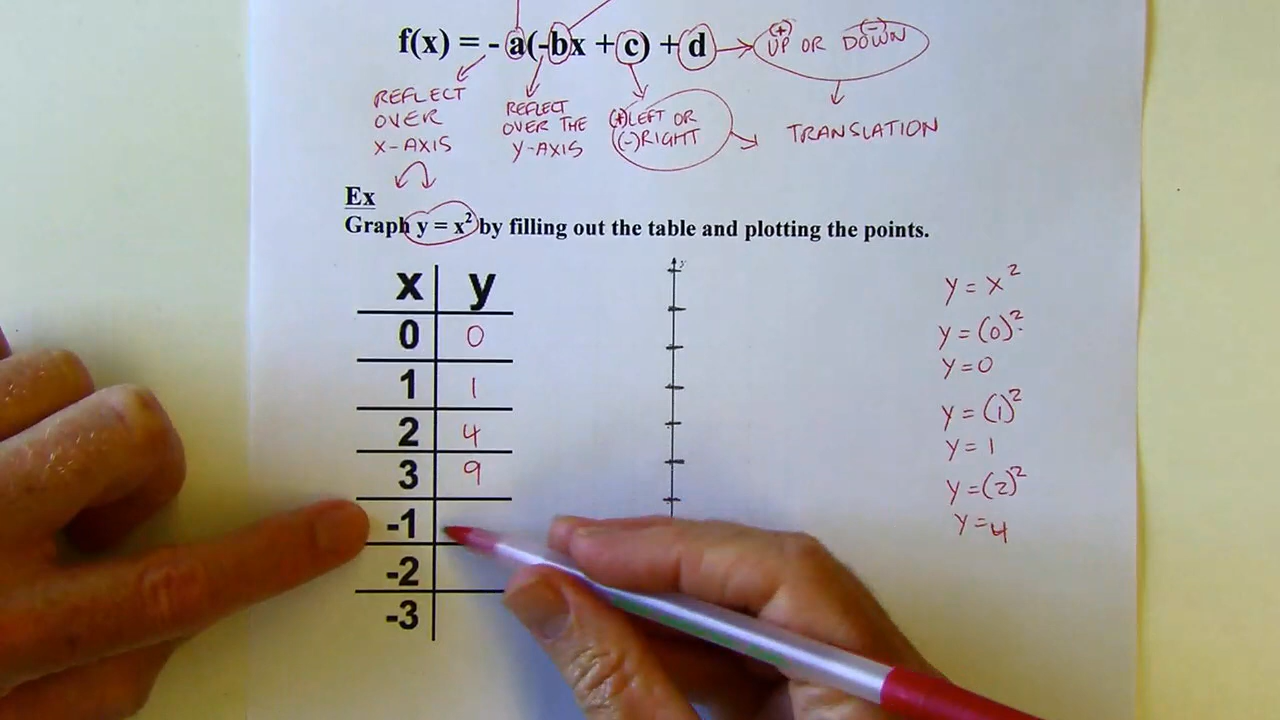 f(x) = - a(-bx + c) + d
(+) (-)
UP OR DOWN
REFLECT
OVER
X-AXIS
REFLECT
OVER THE
Y-AXIS
(+)LEFT OR
(-)RIGHT
TRANSLATION
Ex
Graph y = x² by filling out the table and plotting the points.
x y
0 0
1 1
2 4
3 9
-1
-2
-3
y = x²
y = (0)²
y = 0
y = (1)²
y = 1
y = (2)²
y = 4